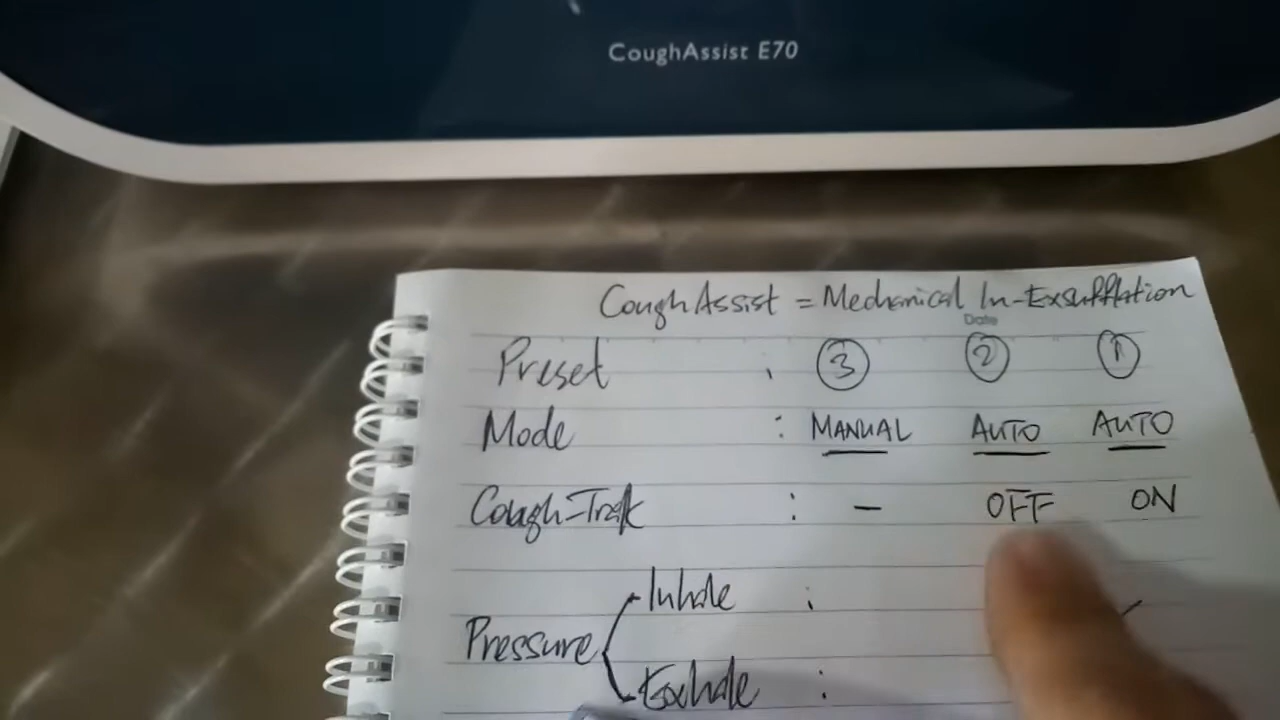 CoughAssist E70
CoughAssist = Mechanical In-Exsufflation
Date
Preset : 3 2 1
Mode : MANUAL AUTO AUTO
Cough-Trak : - OFF ON
Inhale :
Pressure
Exhale :